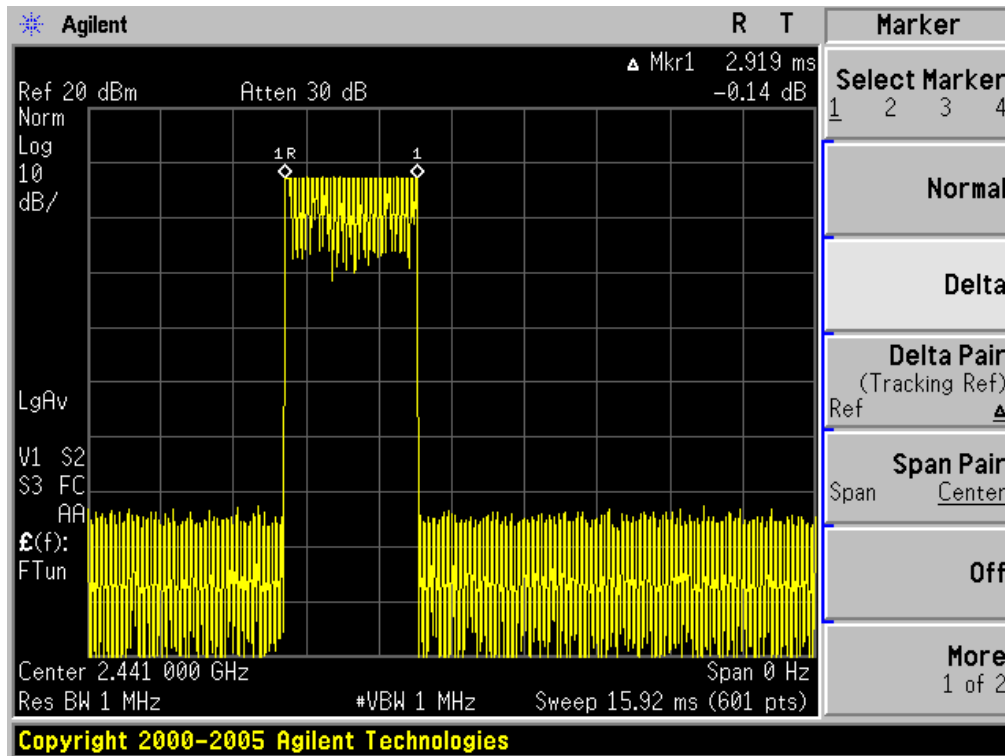 Agilent R T
Δ Mkr1 2.919 ms
Ref 20 dBm Atten 30 dB -0.14 dB
Norm
Log
10
dB/
1R 1
LgAv
V1 S2
S3 FC
AA
£(f):
FTun
Center 2.441 000 GHz Span 0 Hz
Res BW 1 MHz #VBW 1 MHz Sweep 15.92 ms (601 pts)
Copyright 2000-2005 Agilent Technologies
Marker
Select Marker
1 2 3 4
Normal
Delta
Delta Pair
(Tracking Ref)
Ref Δ
Span Pair
Span Center
Off
More
1 of 2